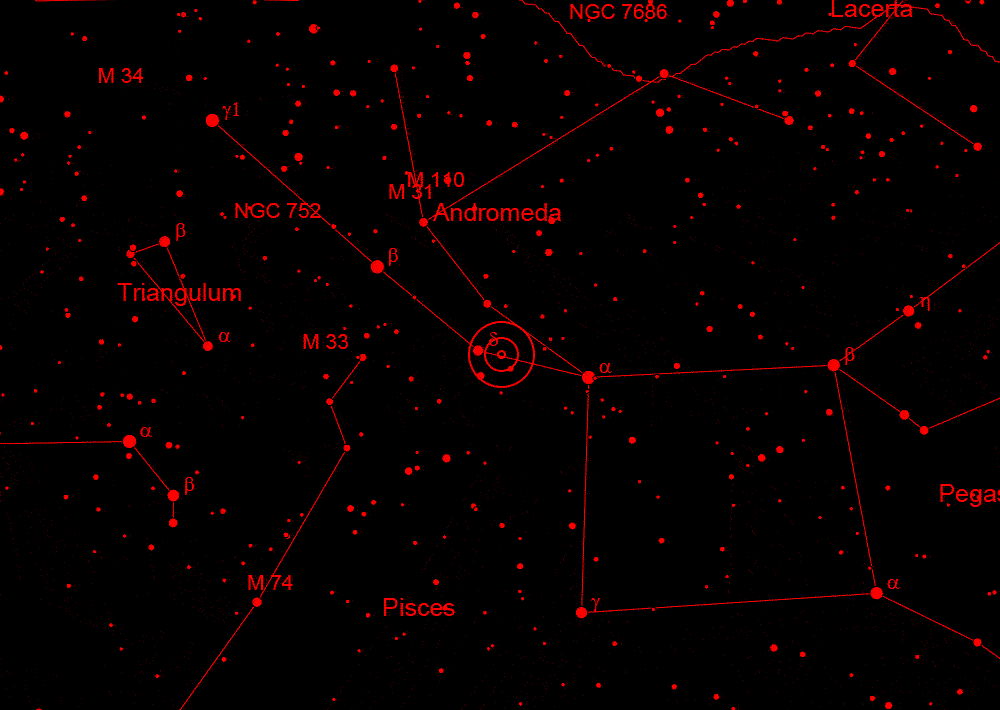 NGC 7686
Lacerta
M 34
γ1
M 110
M 31
NGC 752
Andromeda
β
β
Triangulum
η
α
M 33
δ
β
α
α
β
Pegas
M 74
Pisces
γ
α